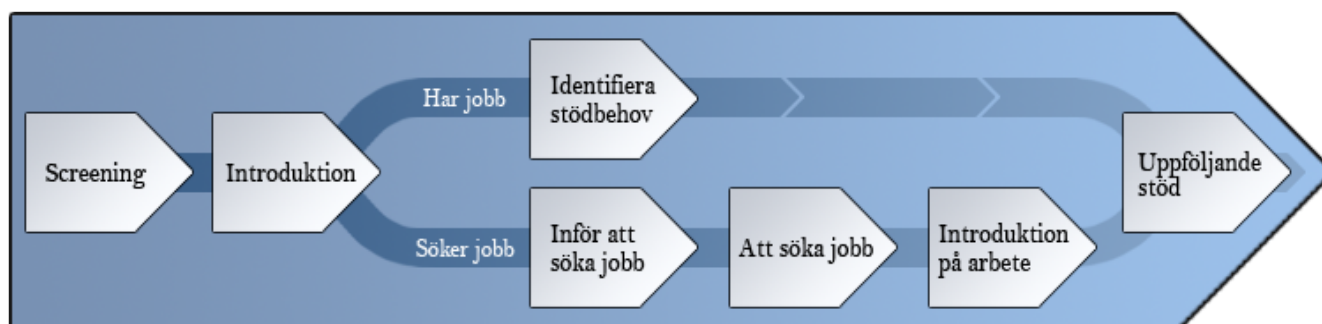 Screening
Introduktion
Har jobb
Identifiera
stödbehov
Söker jobb
Inför att
söka jobb
Att söka jobb
Introduktion
på arbete
Uppföljande
stöd